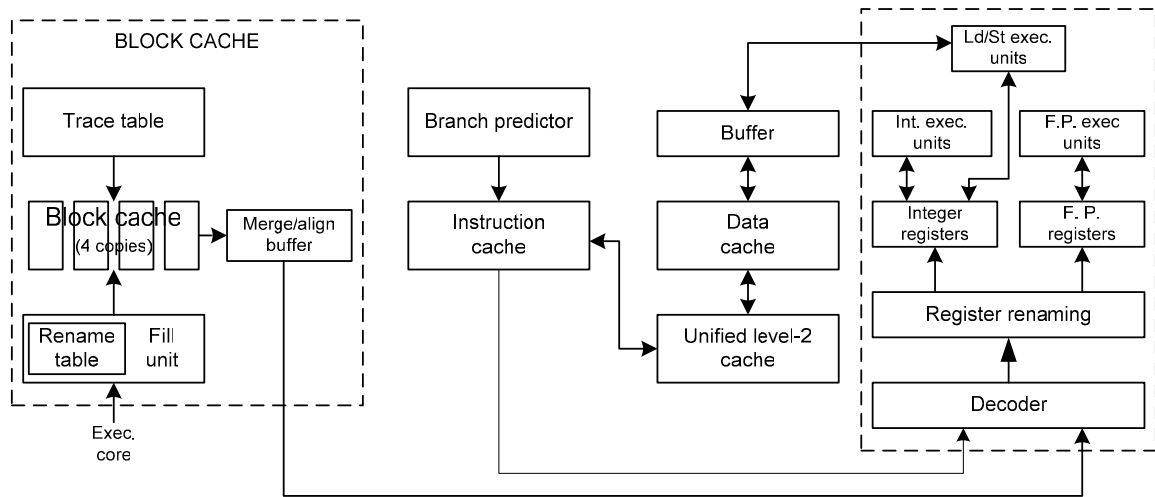 BLOCK CACHE
Trace table
Block cache
(4 copies)
Merge/align
buffer
Rename
table
Fill
unit
Exec.
core
Branch predictor
Instruction
cache
Buffer
Data
cache
Unified level-2
cache
Ld/St exec.
units
Int. exec.
units
F.P. exec
units
Integer
registers
F. P.
registers
Register renaming
Decoder